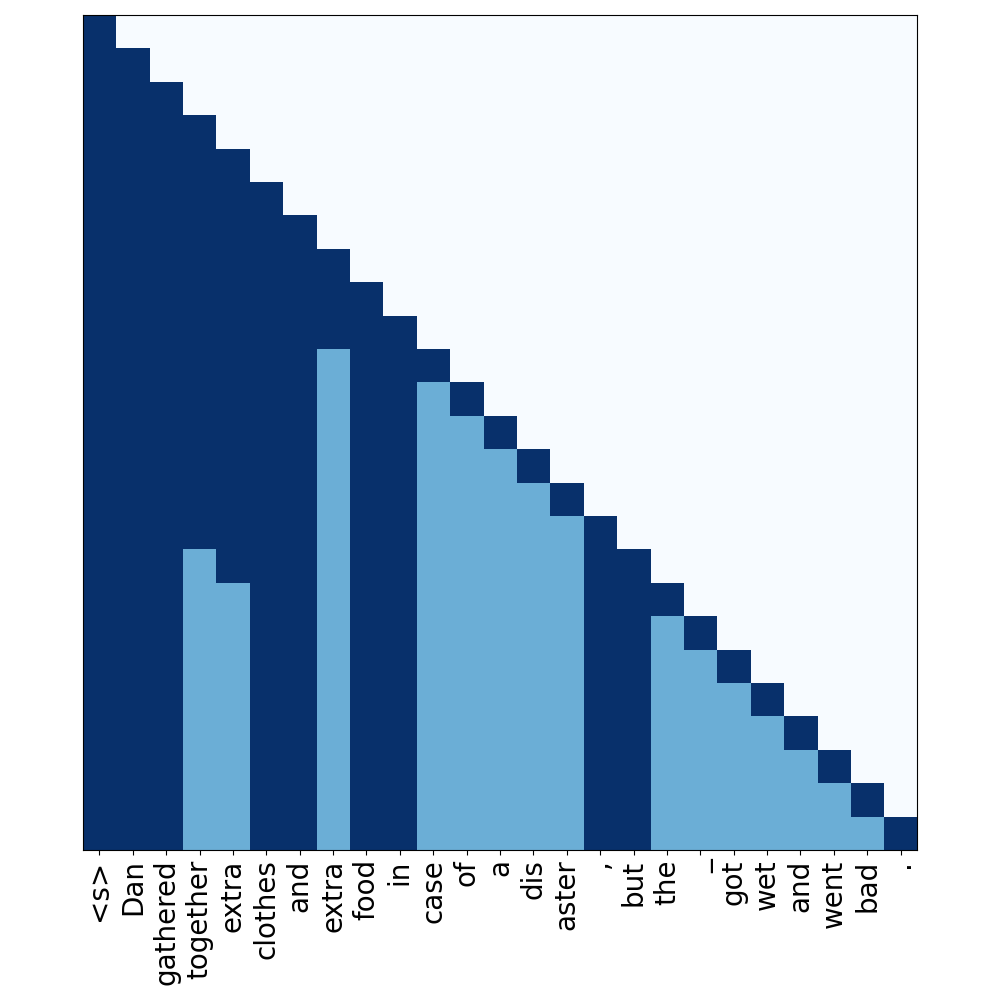 <s> Dan gathered together extra clothes and extra food in case of a dis aster , but the _ got wet and went bad .